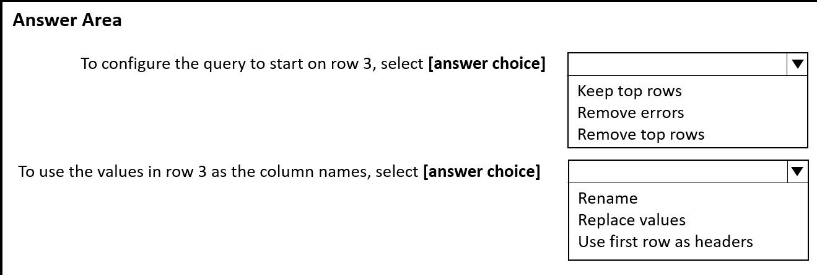 Answer Area
To configure the query to start on row 3, select [answer choice]
Keep top rows
Remove errors
Remove top rows
To use the values in row 3 as the column names, select [answer choice]
Rename
Replace values
Use first row as headers